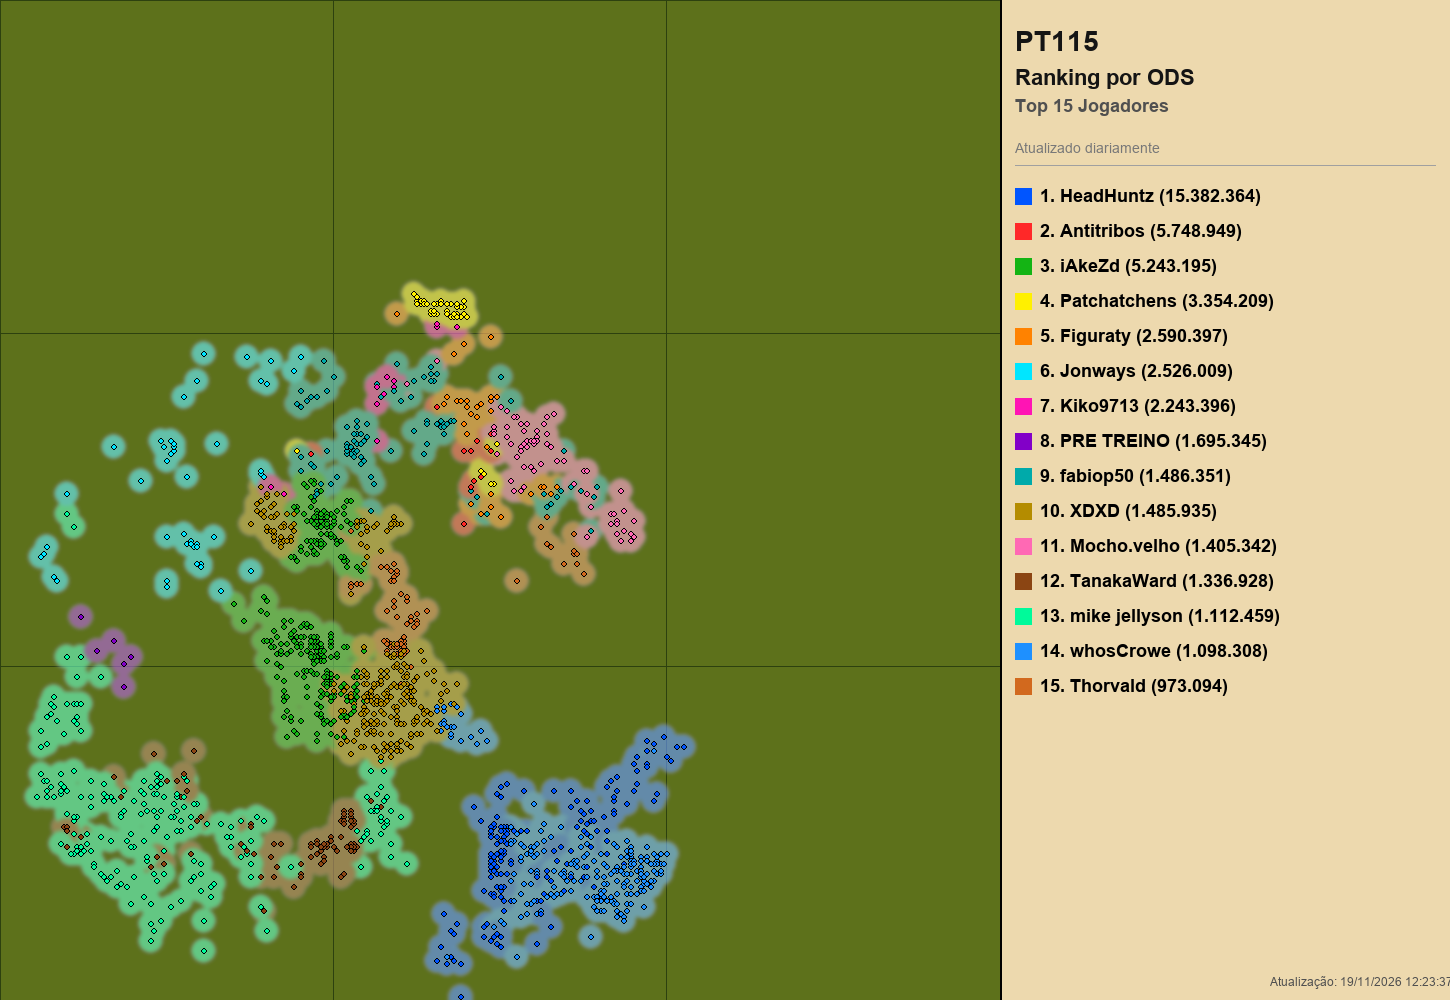 PT115
Ranking por ODS
Top 15 Jogadores
Atualizado diariamente
1. HeadHuntz (15.382.364)
2. Antitribos (5.748.949)
3. iAkeZd (5.243.195)
4. Patchatchens (3.354.209)
5. Figuraty (2.590.397)
6. Jonways (2.526.009)
7. Kiko9713 (2.243.396)
8. PRE TREINO (1.695.345)
9. fabiop50 (1.486.351)
10. XDXD (1.485.935)
11. Mocho.velho (1.405.342)
12. TanakaWard (1.336.928)
13. mike jellyson (1.112.459)
14. whosCrowe (1.098.308)
15. Thorvald (973.094)
Atualização: 19/11/2026 12:23:37